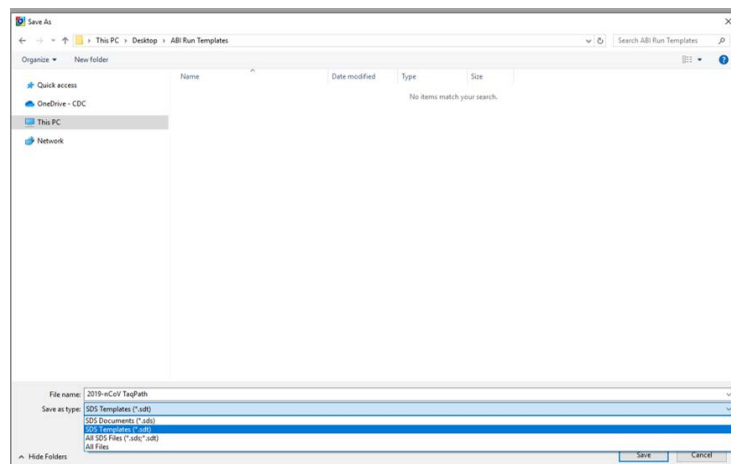 Save As
This PC > Desktop > ABI Run Templates
Search ABI Run Templates
Organize
New folder
Name
Date modified
Type
Size
No items match your search.
Quick access
OneDrive - CDC
This PC
Network
File name: 2019-nCoV TaqPath
Save as type: SDS Templates (*.sdt)
SDS Documents (*.sds)
SDS Templates (*.sdt)
All SDS Files (*.sds;*.sdt)
All Files
Hide Folders
Save
Cancel